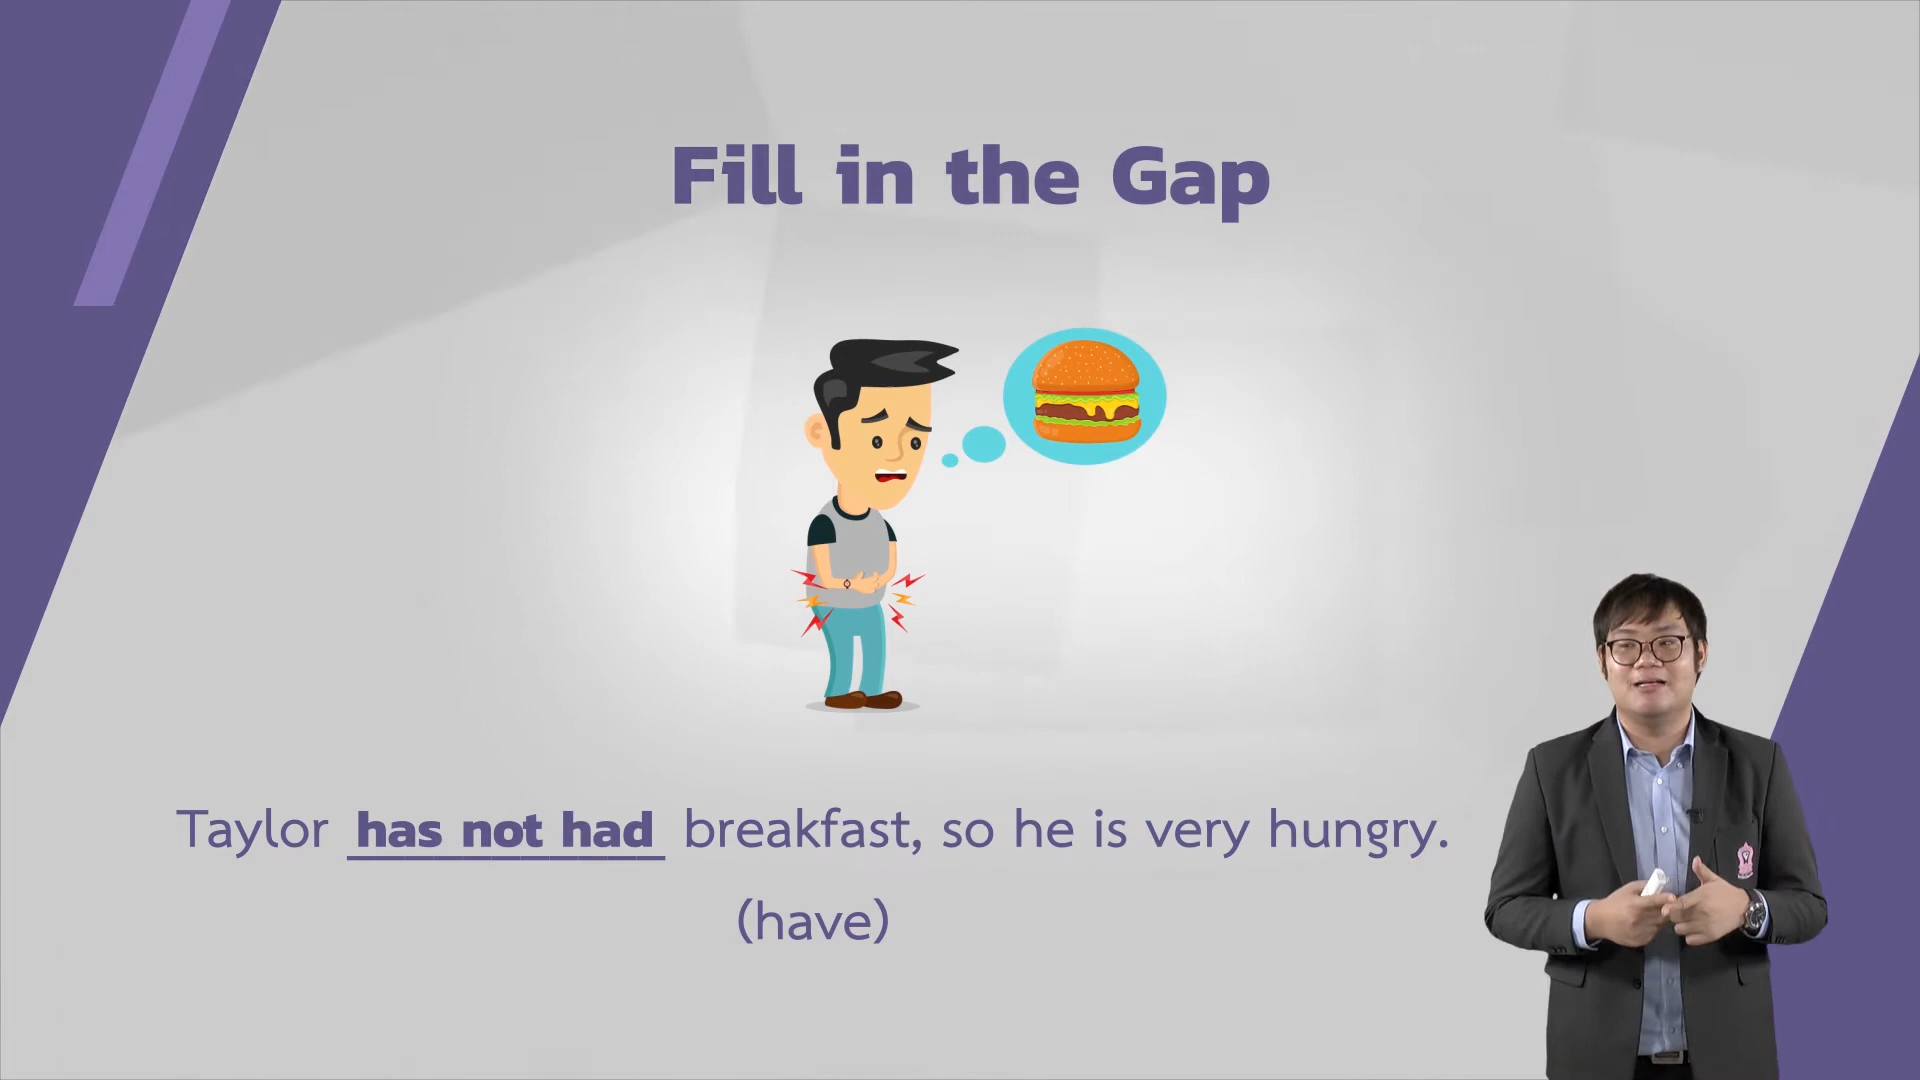 Fill in the Gap
Taylor has not had breakfast, so he is very hungry.
(have)